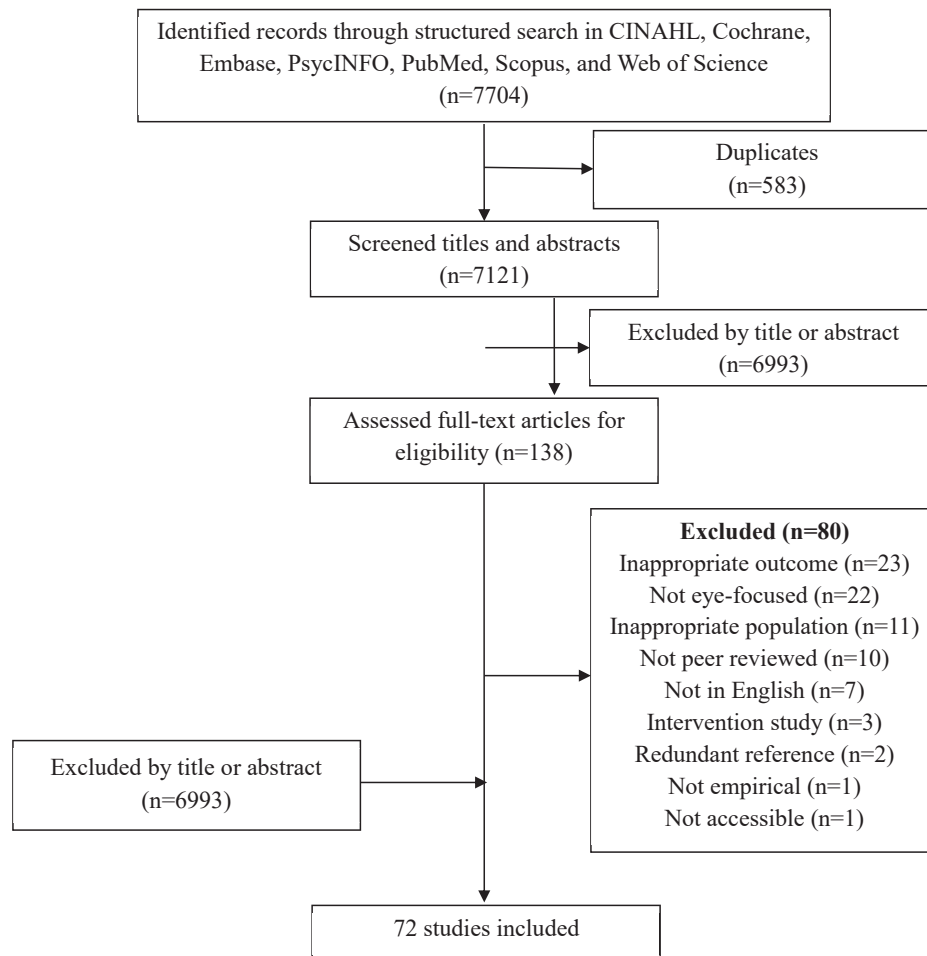 Identified records through structured search in CINAHL, Cochrane,
Embase, PsycINFO, PubMed, Scopus, and Web of Science
(n=7704)
Duplicates
(n=583)
Screened titles and abstracts
(n=7121)
Excluded by title or abstract
(n=6993)
Assessed full-text articles for
eligibility (n=138)
Excluded (n=80)
Inappropriate outcome (n=23)
Not eye-focused (n=22)
Inappropriate population (n=11)
Not peer reviewed (n=10)
Not in English (n=7)
Intervention study (n=3)
Redundant reference (n=2)
Not empirical (n=1)
Not accessible (n=1)
Excluded by title or abstract
(n=6993)
72 studies included